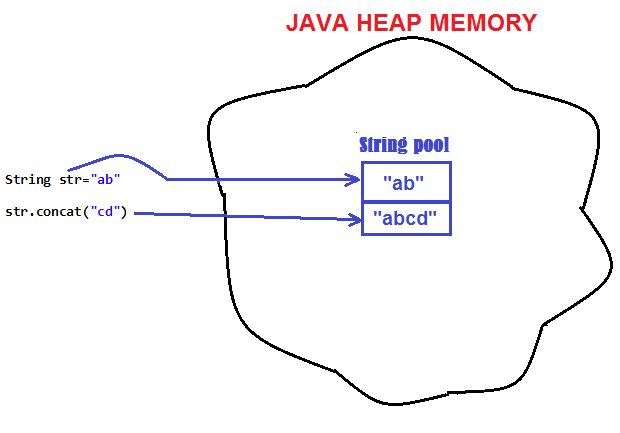 JAVA HEAP MEMORY
String pool
String str="ab"
"ab"
str.concat("cd")
"abcd"